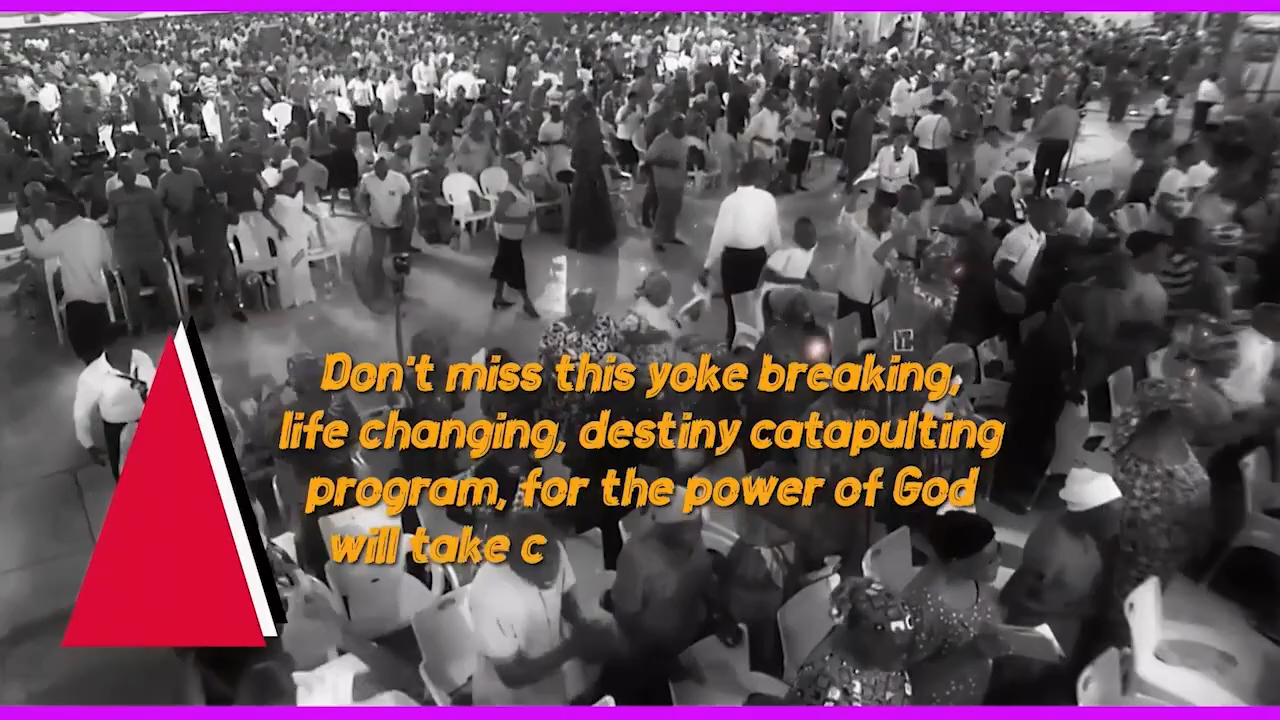 Don't miss this yoke breaking,
life changing, destiny catapulting
program, for the power of God
will take c